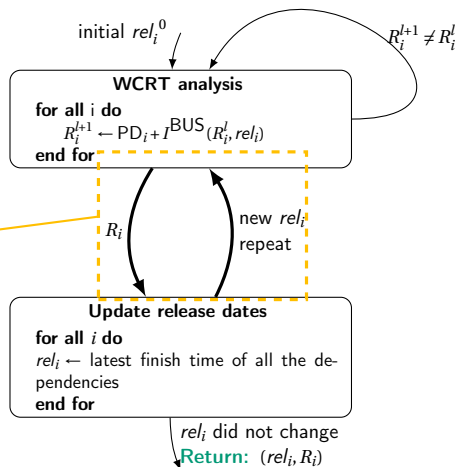 initial rel_i^0
R_i^{l+1} ≠ R_i^l
WCRT analysis
for all i do
R_i^{l+1} ← PD_i + I^BUS(R_i^l, rel_i)
end for
R_i
new rel_i
repeat
Update release dates
for all i do
rel_i ← latest finish time of all the de-
pendencies
end for
rel_i did not change
Return: (rel_i, R_i)